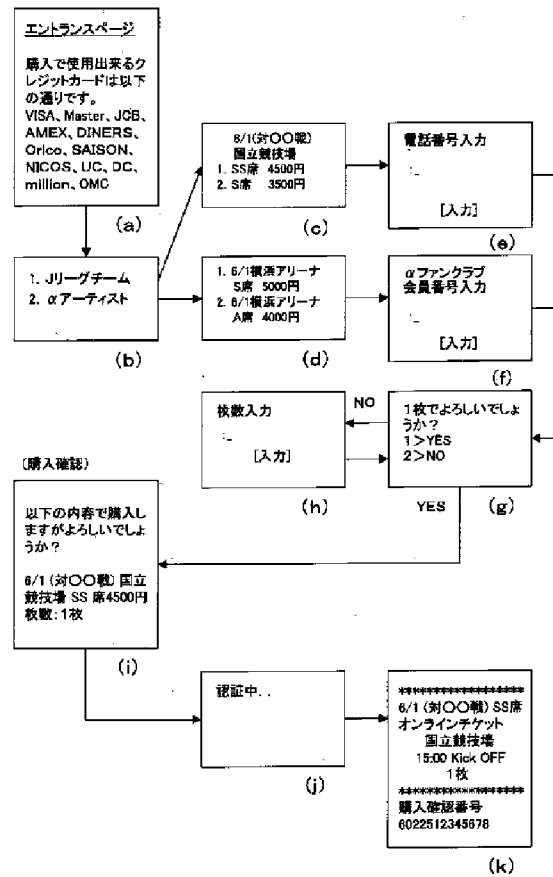 エントランスページ
購入で使用出来るク
レジットカードは以下
の通りです。
VISA、Master、JCB、
AMEX、DINERS、
Orico、SAISON、
NICOS、UC、DC、
million、OMC
(a)
1. Jリーグチーム
2. αアーティスト
(b)
6/1(対〇〇戦)
国立競技場
1. SS席 4500円
2. S席 3500円
(c)
1. 6/1横浜アリーナ
S席 5000円
2. 6/1横浜アリーナ
A席 4000円
(d)
電話番号入力
:_
[入力]
(e)
αファンクラブ
会員番号入力
:_
[入力]
(f)
1枚でよろしいでしょ
うか?
1>YES
2>NO
(g)
NO
YES
枚数入力
:_
[入力]
(h)
(購入確認)
以下の内容で購入し
ますがよろしいでしょ
うか?
6/1 (対〇〇戦) 国立
競技場 SS 席4500円
枚数:1枚
(i)
認証中..
(j)
********************
6/1 (対〇〇戦) SS席
オンラインチケット
国立競技場
15:00 Kick OFF
1枚
********************
購入確認番号
6022512345678
(k)